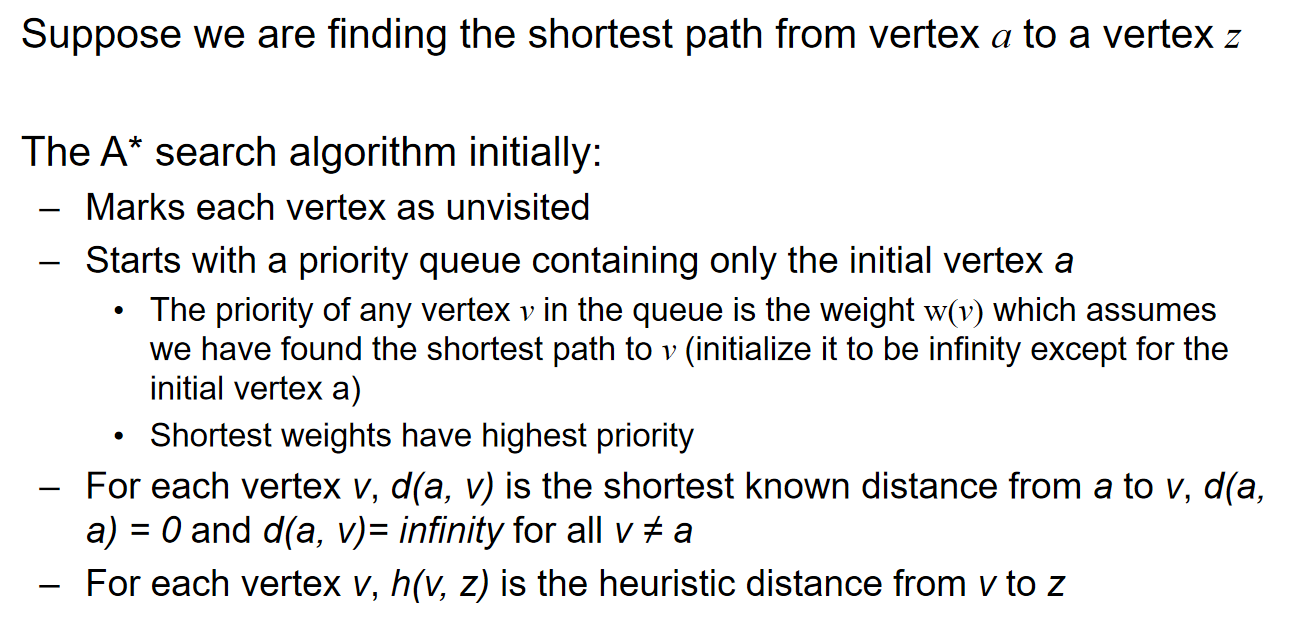 Suppose we are finding the shortest path from vertex a to a vertex z
The A* search algorithm initially:
– Marks each vertex as unvisited
– Starts with a priority queue containing only the initial vertex a
• The priority of any vertex v in the queue is the weight w(v) which assumes
we have found the shortest path to v (initialize it to be infinity except for the
initial vertex a)
• Shortest weights have highest priority
– For each vertex v, d(a, v) is the shortest known distance from a to v, d(a,
a) = 0 and d(a, v)= infinity for all v ≠ a
– For each vertex v, h(v, z) is the heuristic distance from v to z